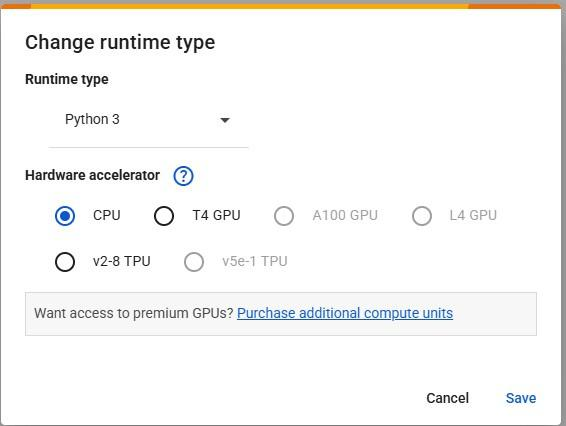 Change runtime type
Runtime type
Python 3
Hardware accelerator ?
CPU T4 GPU A100 GPU L4 GPU
v2-8 TPU v5e-1 TPU
Want access to premium GPUs? Purchase additional compute units
Cancel Save